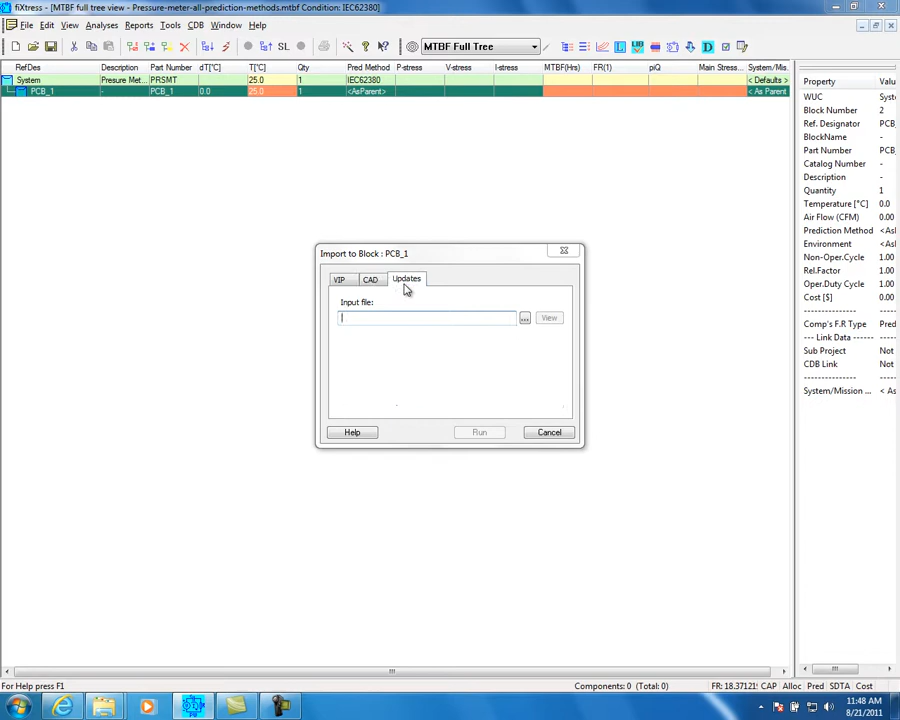 fiXtress - [MTBF full tree view - Pressure-meter-all-prediction-methods.mtbf Condition: IEC62380]
File Edit View Analyses Reports Tools CDB Window Help
SL MTBF Full Tree LIB D
RefDes Description Part Number dT[°C] T[°C] Qty Pred Method P-stress V-stress I-stress MTBF(Hrs) FR(1) piQ Main Stress... System/Mis.
System Presure Met... PRSMT 25.0 1 IEC62380 < Defaults >
PCB_1 - PCB_1 0.0 25.0 1 <AsParent> < As Parent
Property Valu
WUC Syst
Block Number 2
Ref. Designator PCB_
BlockName -
Part Number PCB_
Catalog Number -
Description -
Quantity 1
Temperature [°C] 0.0
Air Flow (CFM) 0.00
Prediction Method <As
Environment <As
Non-Oper.Cycle 1.00
Rel.Factor 1.00
Oper.Duty Cycle 1.00
Cost [$] 0.00
Comp's F.R Type Pred
--- Link Data ---
Sub Project Not
CDB Link Not
System/Mission ... < As
Import to Block : PCB_1
VIP CAD Updates
Input file:
... View
Help Run Cancel
For Help press F1 Components: 0 (Total: 0) FR: 18.37121 CAP Alloc Pred SDTA Cost
11:48 AM
8/21/2011